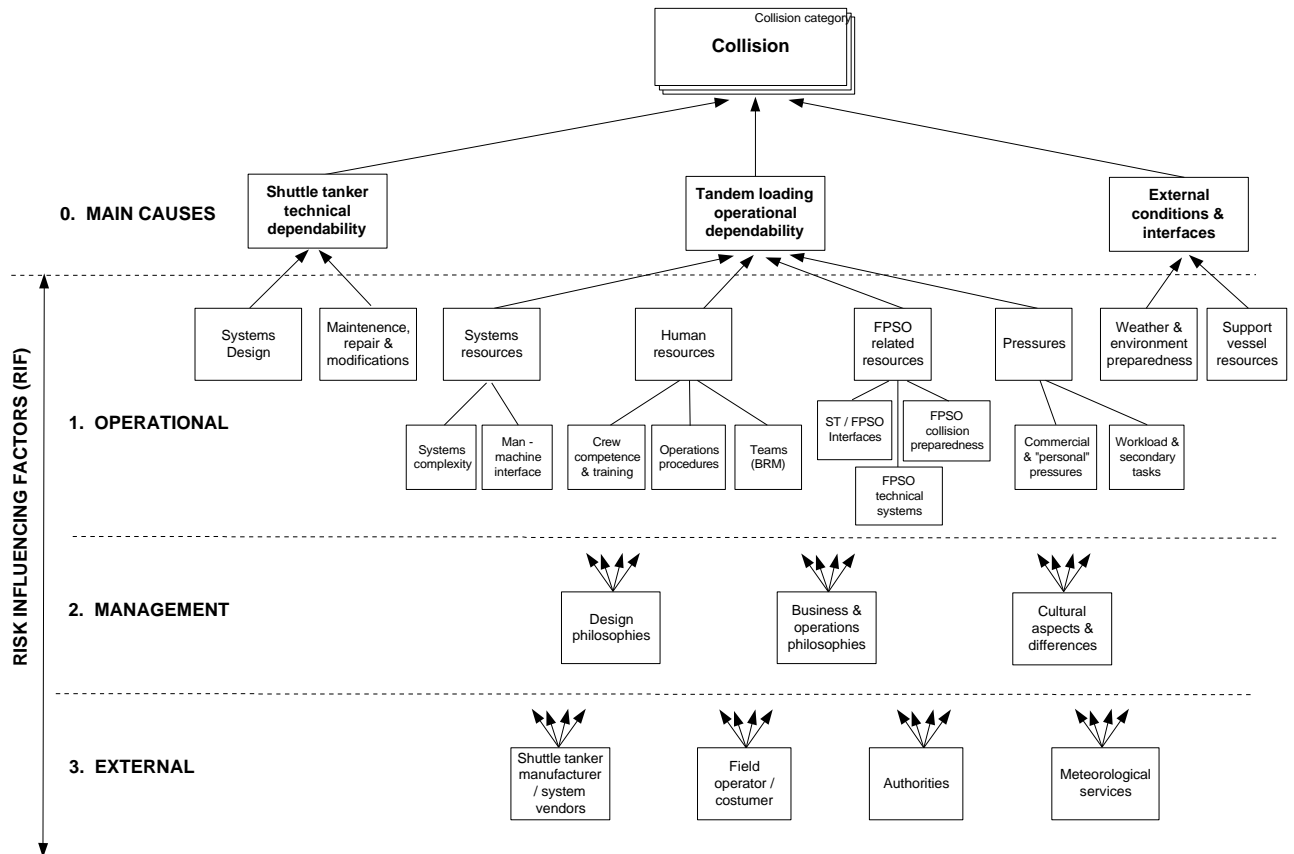 Collision category
Collision
0. MAIN CAUSES
Shuttle tanker
technical
dependability
Tandem loading
operational
dependability
External
conditions &
interfaces
RISK INFLUENCING FACTORS (RIF)
1. OPERATIONAL
Systems
Design
Maintenence,
repair &
modifications
Systems
resources
Human
resources
FPSO
related
resources
Pressures
Weather &
environment
preparedness
Support
vessel
resources
Systems
complexity
Man -
machine
interface
Crew
competence
& training
Operations
procedures
Teams
(BRM)
ST / FPSO
Interfaces
FPSO
collision
preparedness
FPSO
technical
systems
Commercial
& "personal"
pressures
Workload &
secondary
tasks
2. MANAGEMENT
Design
philosophies
Business &
operations
philosophies
Cultural
aspects &
differences
3. EXTERNAL
Shuttle tanker
manufacturer
/ system
vendors
Field
operator /
costumer
Authorities
Meteorological
services